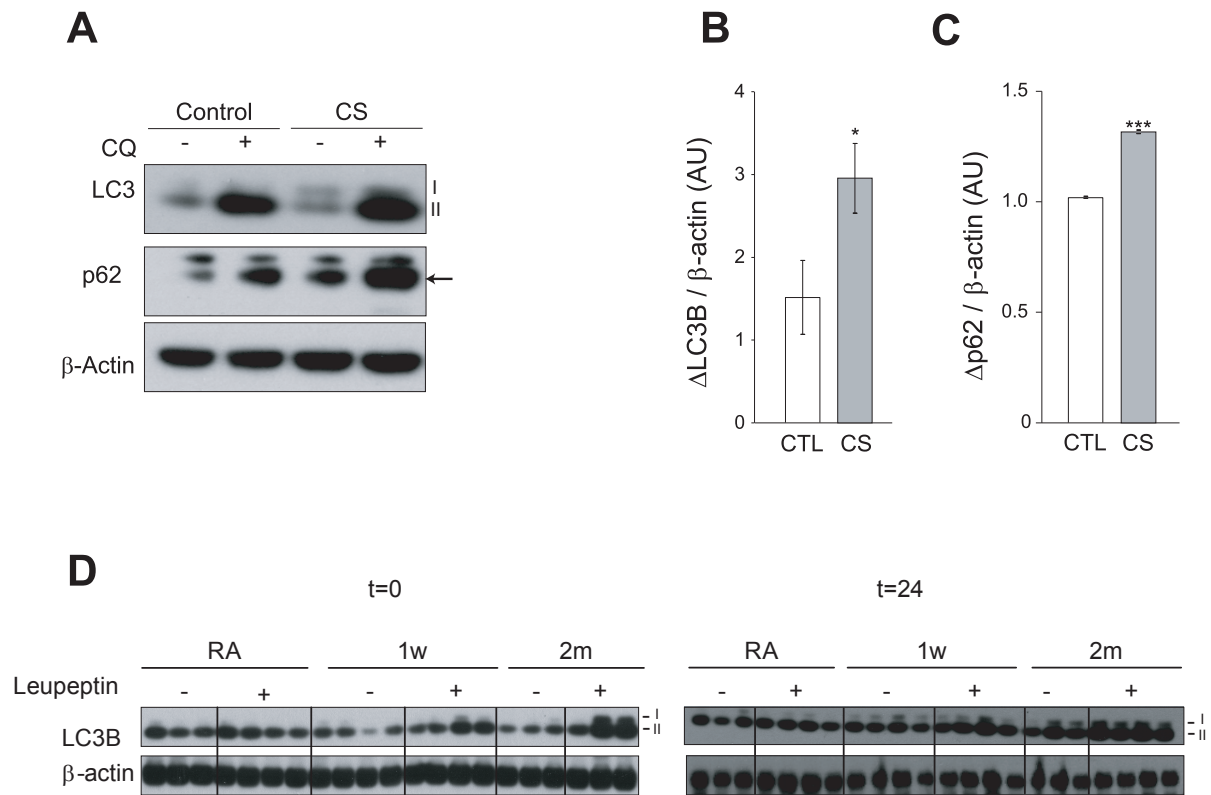 A
Control CS
CQ - + - +
LC3 I
II
p62
β-Actin
B
4
3
2
1
0
ΔLC3B / β-actin (AU)
*
CTL CS
C
1.5
1.0
0.5
0
Δp62 / β-actin (AU)
***
CTL CS
D
t=0 t=24
RA 1w 2m RA 1w 2m
Leupeptin - + - + - + - + - + - +
LC3B - I - I
- II - II
β-actin